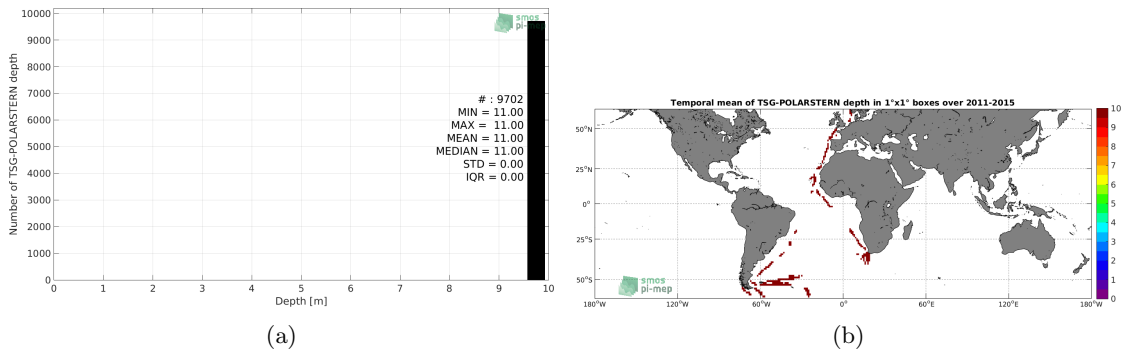 10000
9000
8000
7000
6000
5000
4000
3000
2000
1000
0
Number of TSG-POLARSTERN depth
smos
pi-mep
# : 9702
MIN = 11.00
MAX = 11.00
MEAN = 11.00
MEDIAN = 11.00
STD = 0.00
IQR = 0.00
0 1 2 3 4 5 6 7 8 9 10
Depth [m]
(a)
Temporal mean of TSG-POLARSTERN depth in 1°x1° boxes over 2011-2015
50°N
25°N
0°
25°S
50°S
smos
pi-mep
180°W 120°W 60°W 0° 60°E 120°E 180°W
10
9
8
7
6
5
4
3
2
1
0
(b)